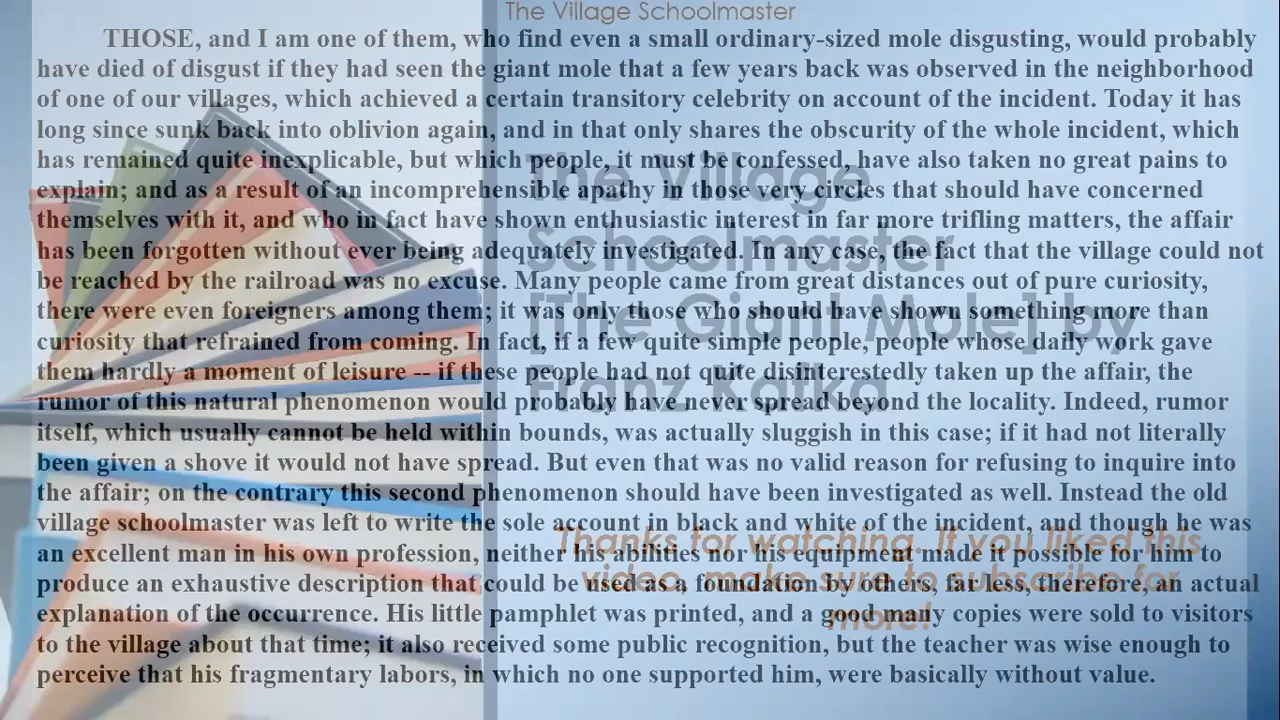 The Village Schoolmaster
THOSE, and I am one of them, who find even a small ordinary-sized mole disgusting, would probably
have died of disgust if they had seen the giant mole that a few years back was observed in the neighborhood
of one of our villages, which achieved a certain transitory celebrity on account of the incident. Today it has
long since sunk back into oblivion again, and in that only shares the obscurity of the whole incident, which
has remained quite inexplicable, but which people, it must be confessed, have also taken no great pains to
explain; and as a result of an incomprehensible apathy in those very circles that should have concerned
themselves with it, and who in fact have shown enthusiastic interest in far more trifling matters, the affair
has been forgotten without ever being adequately investigated. In any case, the fact that the village could not
be reached by the railroad was no excuse. Many people came from great distances out of pure curiosity,
there were even foreigners among them; it was only those who should have shown something more than
curiosity that refrained from coming. In fact, if a few quite simple people, people whose daily work gave
them hardly a moment of leisure -- if these people had not quite disinterestedly taken up the affair, the
rumor of this natural phenomenon would probably have never spread beyond the locality. Indeed, rumor
itself, which usually cannot be held within bounds, was actually sluggish in this case; if it had not literally
been given a shove it would not have spread. But even that was no valid reason for refusing to inquire into
the affair; on the contrary this second phenomenon should have been investigated as well. Instead the old
village schoolmaster was left to write the sole account in black and white of the incident, and though he was
an excellent man in his own profession, neither his abilities nor his equipment made it possible for him to
produce an exhaustive description that could be used as a foundation by others, far less, therefore, an actual
explanation of the occurrence. His little pamphlet was printed, and a good many copies were sold to visitors
to the village about that time; it also received some public recognition, but the teacher was wise enough to
perceive that his fragmentary labors, in which no one supported him, were basically without value.
The Village
Schoolmaster
[The Giant Mole] by
Franz Kafka
Thanks for watching. If you liked this
video, make sure to subscribe for
more!